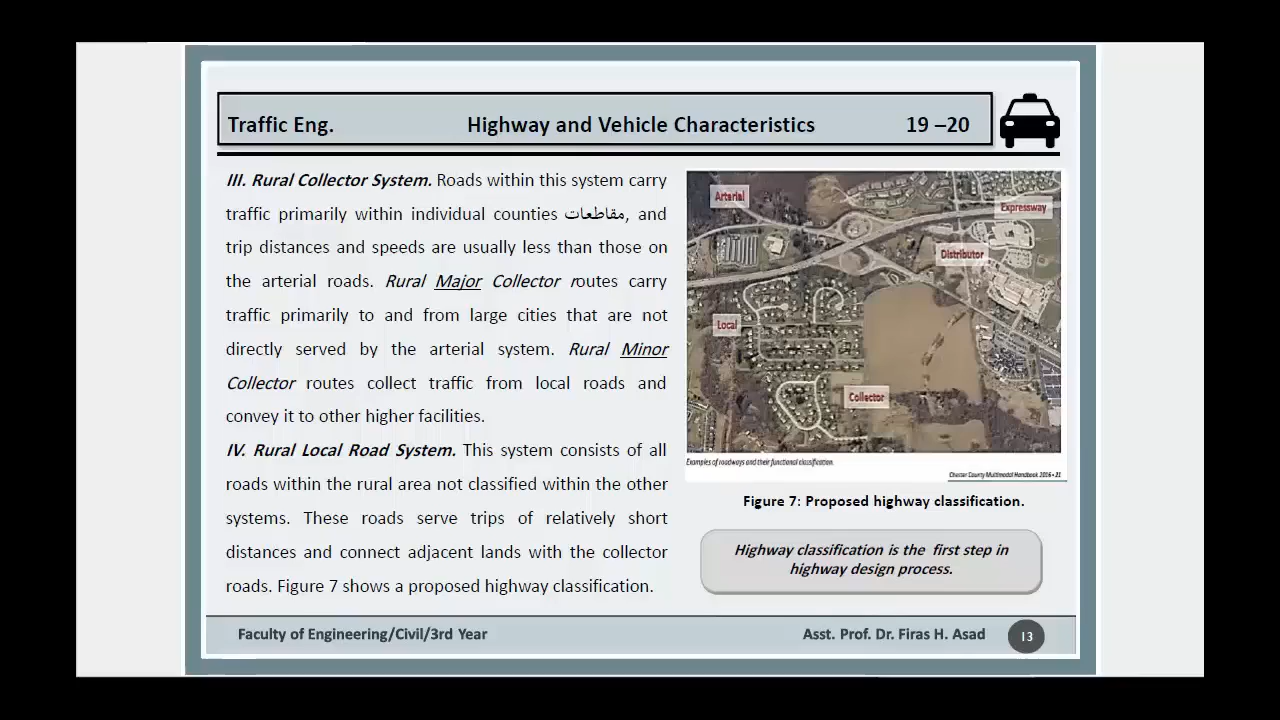 Traffic Eng. Highway and Vehicle Characteristics 19 –20
III. Rural Collector System. Roads within this system carry
traffic primarily within individual counties مقاطعات, and
trip distances and speeds are usually less than those on
the arterial roads. Rural Major Collector routes carry
traffic primarily to and from large cities that are not
directly served by the arterial system. Rural Minor
Collector routes collect traffic from local roads and
convey it to other higher facilities.
IV. Rural Local Road System. This system consists of all
roads within the rural area not classified within the other
systems. These roads serve trips of relatively short
distances and connect adjacent lands with the collector
roads. Figure 7 shows a proposed highway classification.
Arterial
Expressway
Distributor
Local
Collector
Examples of roadways and their functional classification.
Chester County Multimodal Handbook 2016 • 21
Figure 7: Proposed highway classification.
Highway classification is the first step in
highway design process.
Faculty of Engineering/Civil/3rd Year Asst. Prof. Dr. Firas H. Asad 13